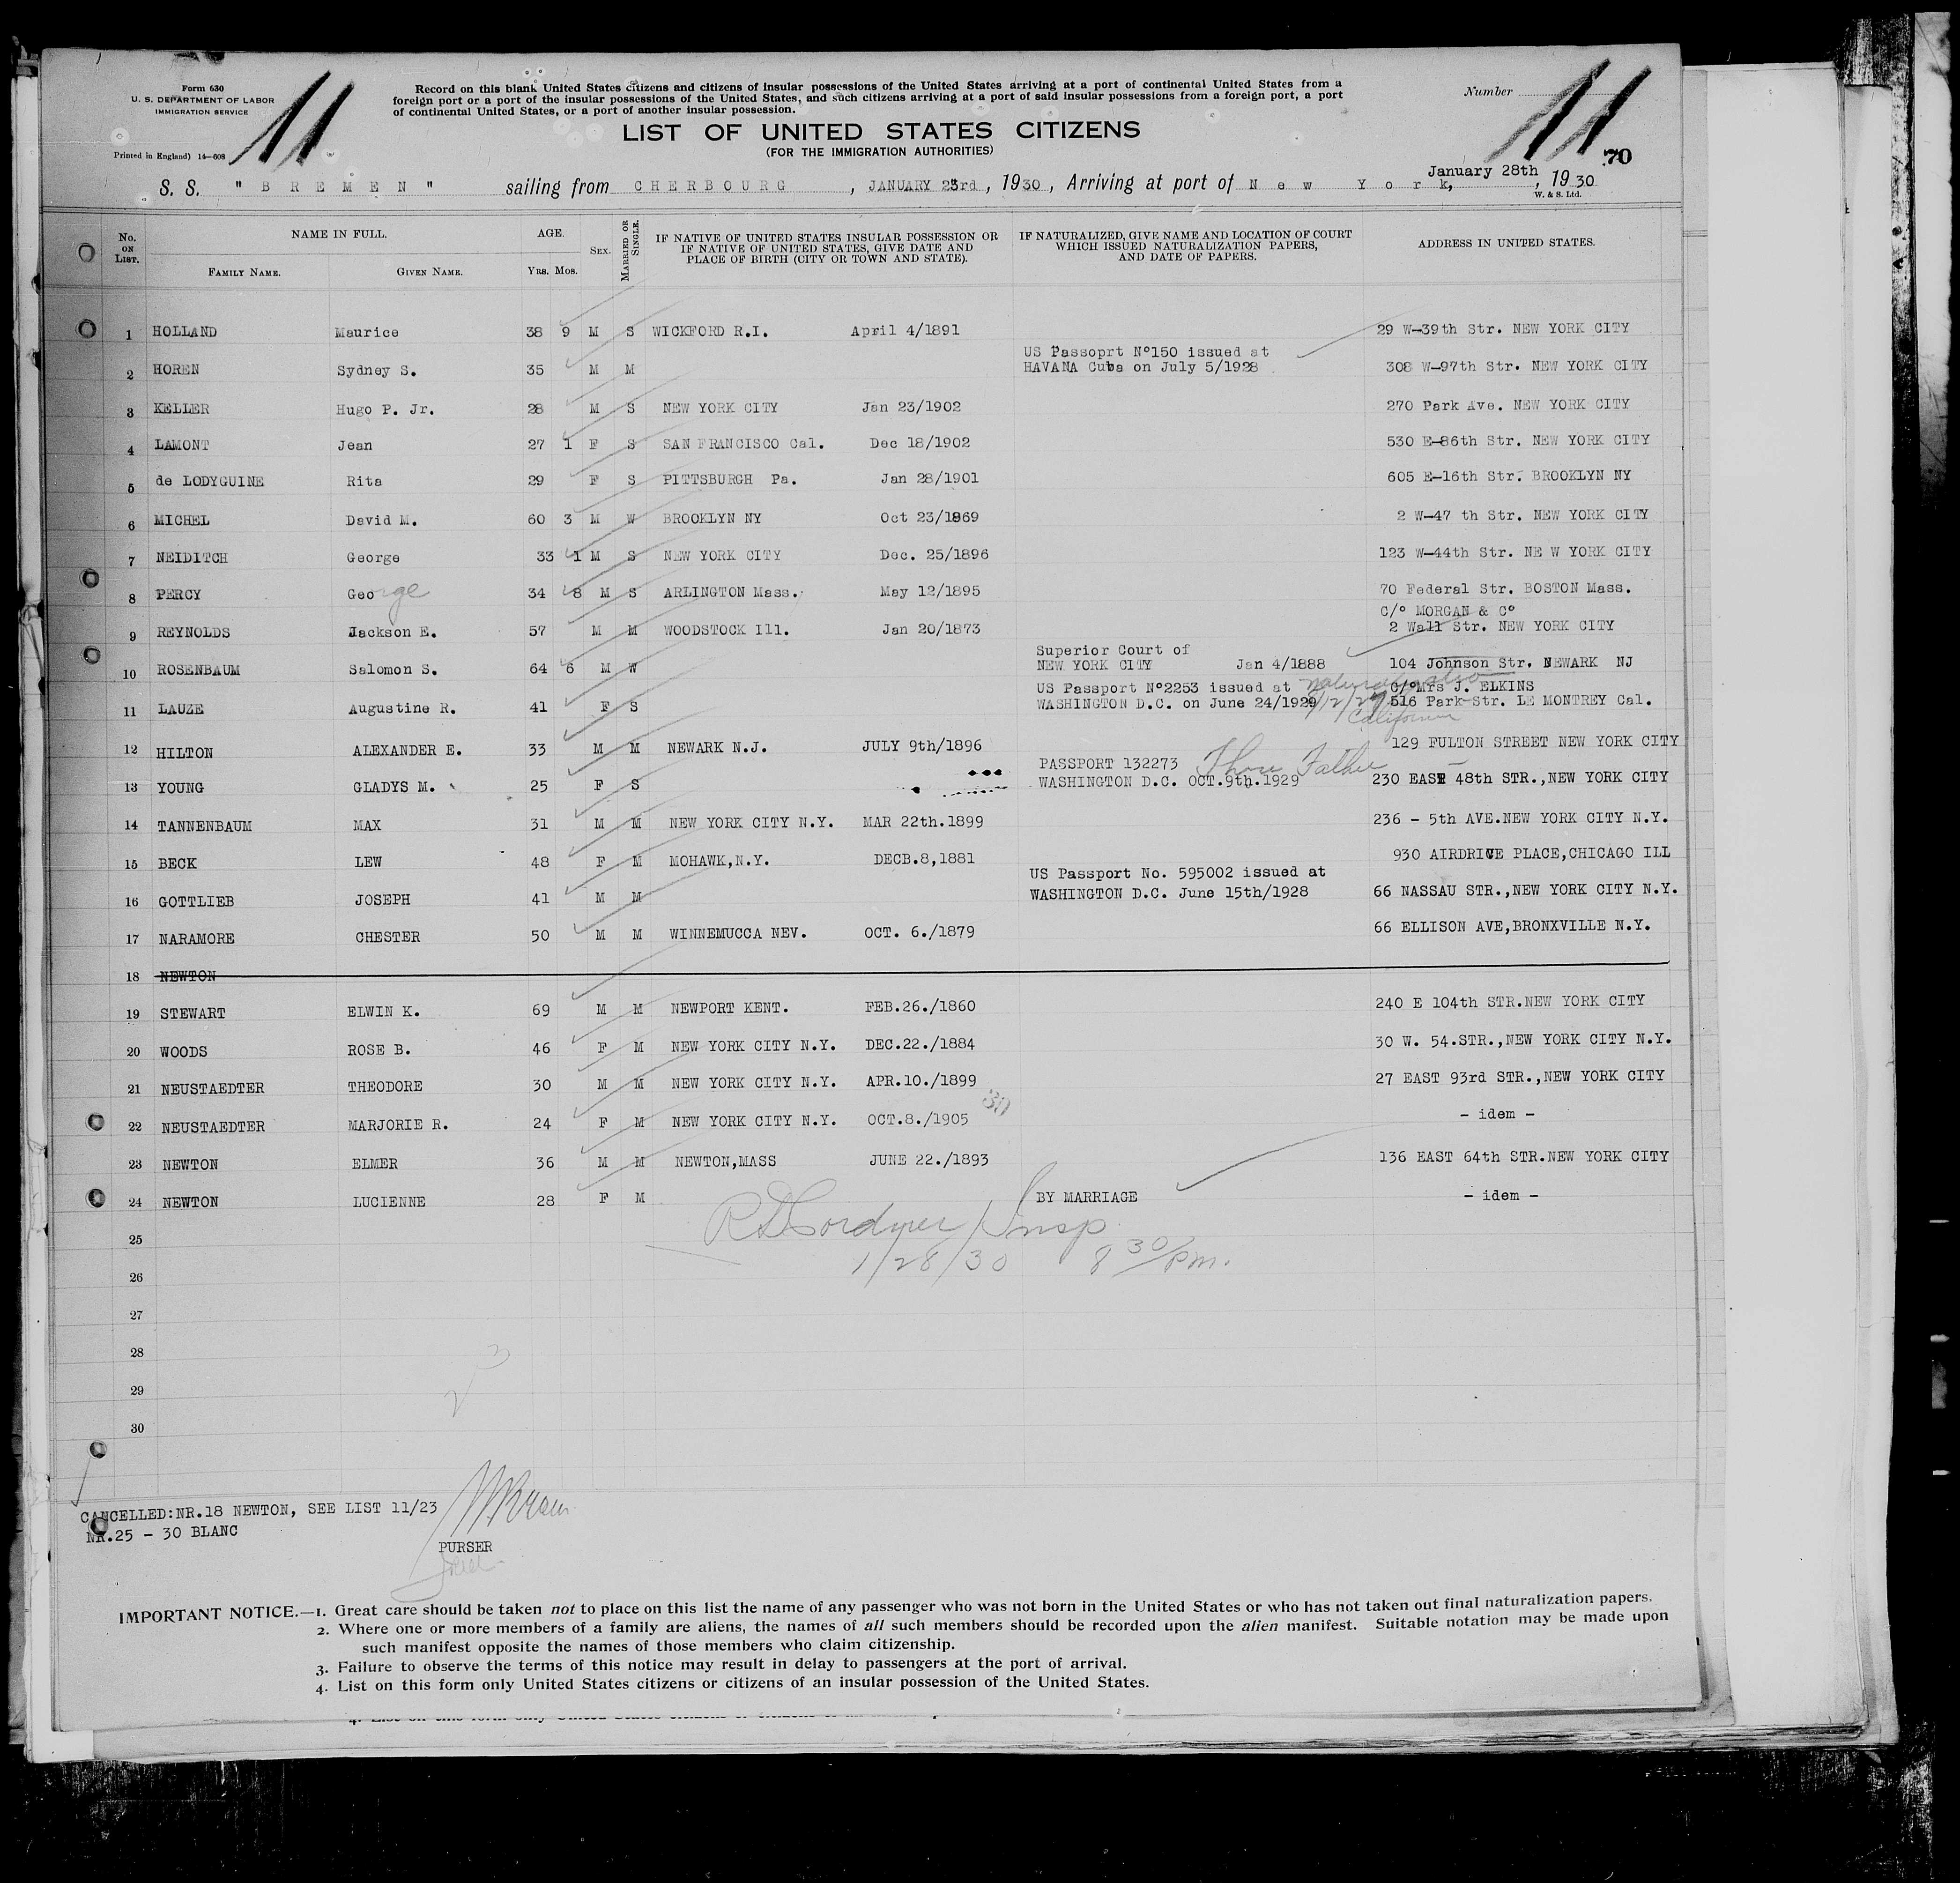 Form 630
U. S. DEPARTMENT OF LABOR
IMMIGRATION SERVICE
Printed in England) 14—608
11
Record on this blank United States citizens and citizens of insular possessions of the United States arriving at a port of continental United States from a
foreign port or a port of the insular possessions of the United States, and such citizens arriving at a port of said insular possessions from a foreign port, a port
of continental United States, or a port of another insular possession.
LIST OF UNITED STATES CITIZENS
(FOR THE IMMIGRATION AUTHORITIES)
Number
11
70
S. S. "BREMEN" sailing from CHERBOURG, JANUARY 23rd, 1930, Arriving at port of New York, January 28th, 1930
W. & S. Ltd.
No. ON LIST. NAME IN FULL. AGE. SEX. MARRIED OR SINGLE. IF NATIVE OF UNITED STATES INSULAR POSSESSION OR IF NATIVE OF UNITED STATES, GIVE DATE AND PLACE OF BIRTH (CITY OR TOWN AND STATE). IF NATURALIZED, GIVE NAME AND LOCATION OF COURT WHICH ISSUED NATURALIZATION PAPERS, AND DATE OF PAPERS. ADDRESS IN UNITED STATES.
FAMILY NAME. GIVEN NAME. YRS. MOS.
1 HOLLAND Maurice 38 9 M S WICKFORD R.I. April 4/1891 29 W-39th Str. NEW YORK CITY
US Passoprt Nº150 issued at
2 HOREN Sydney S. 35 M M HAVANA Cuba on July 5/1928 308 W-97th Str. NEW YORK CITY
3 KELLER Hugo P. Jr. 28 M S NEW YORK CITY Jan 23/1902 270 Park Ave. NEW YORK CITY
4 LAMONT Jean 27 1 F S SAN FRANCISCO Cal. Dec 18/1902 530 E-86th Str. NEW YORK CITY
5 de LODYGUINE Rita 29 F S PITTSBURGH Pa. Jan 28/1901 605 E-16th Str. BROOKLYN NY
6 MICHEL David M. 60 3 M W BROOKLYN NY Oct 23/1869 2 W-47 th Str. NEW YORK CITY
7 NEIDITCH George 33 1 M S NEW YORK CITY Dec. 25/1896 123 W-44th Str. NE W YORK CITY
8 PERCY George 34 8 M S ARLINGTON Mass. May 12/1895 70 Federal Str. BOSTON Mass.
C/º MORGAN & Cº
9 REYNOLDS Jackson E. 57 M M WOODSTOCK Ill. Jan 20/1873 2 Wall Str. NEW YORK CITY
Superior Court of
10 ROSENBAUM Salomon S. 64 6 M W NEW YORK CITY Jan 4/1888 104 Johnson Str. NEWARK NJ
US Passport Nº2253 issued at C/º Mrs J. ELKINS
11 LAUZE Augustine R. 41 F S WASHINGTON D.C. on June 24/1929 516 Park Str. LE MONTREY Cal.
California
12 HILTON ALEXANDER E. 33 M M NEWARK N.J. JULY 9th/1896 129 FULTON STREET NEW YORK CITY
PASSPORT 132273 Thru Father
13 YOUNG GLADYS M. 25 F S WASHINGTON D.C. OCT.9th.1929 230 EAST 48th STR.,NEW YORK CITY
14 TANNENBAUM MAX 31 M M NEW YORK CITY N.Y. MAR 22th.1899 236 - 5th AVE.NEW YORK CITY N.Y.
15 BECK LEW 48 F M MOHAWK,N.Y. DECB.8,1881 930 AIRDRIVE PLACE,CHICAGO ILL
US Passport No. 595002 issued at
16 GOTTLIEB JOSEPH 41 M M WASHINGTON D.C. June 15th/1928 66 NASSAU STR.,NEW YORK CITY N.Y.
17 NARAMORE CHESTER 50 M M WINNEMUCCA NEV. OCT. 6./1879 66 ELLISON AVE,BRONXVILLE N.Y.
18 NEWTON
19 STEWART ELWIN K. 69 M M NEWPORT KENT. FEB.26./1860 240 E 104th STR.NEW YORK CITY
20 WOODS ROSE B. 46 F M NEW YORK CITY N.Y. DEC.22./1884 30 W. 54.STR.,NEW YORK CITY N.Y.
21 NEUSTAEDTER THEODORE 30 M M NEW YORK CITY N.Y. APR.10./1899 27 EAST 93rd STR.,NEW YORK CITY
22 NEUSTAEDTER MARJORIE R. 24 F M NEW YORK CITY N.Y. OCT.8./1905 - idem -
23 NEWTON ELMER 36 M M NEWTON,MASS JUNE 22./1893 136 EAST 64th STR.NEW YORK CITY
24 NEWTON LUCIENNE 28 F M BY MARRIAGE - idem -
25
1/28/30 8 30/pm.
26
27
28
29
30
CANCELLED:NR.18 NEWTON, SEE LIST 11/23
NR.25 - 30 BLANC
PURSER
IMPORTANT NOTICE.—1. Great care should be taken not to place on this list the name of any passenger who was not born in the United States or who has not taken out final naturalization papers.
2. Where one or more members of a family are aliens, the names of all such members should be recorded upon the alien manifest. Suitable notation may be made upon
such manifest opposite the names of those members who claim citizenship.
3. Failure to observe the terms of this notice may result in delay to passengers at the port of arrival.
4. List on this form only United States citizens or citizens of an insular possession of the United States.